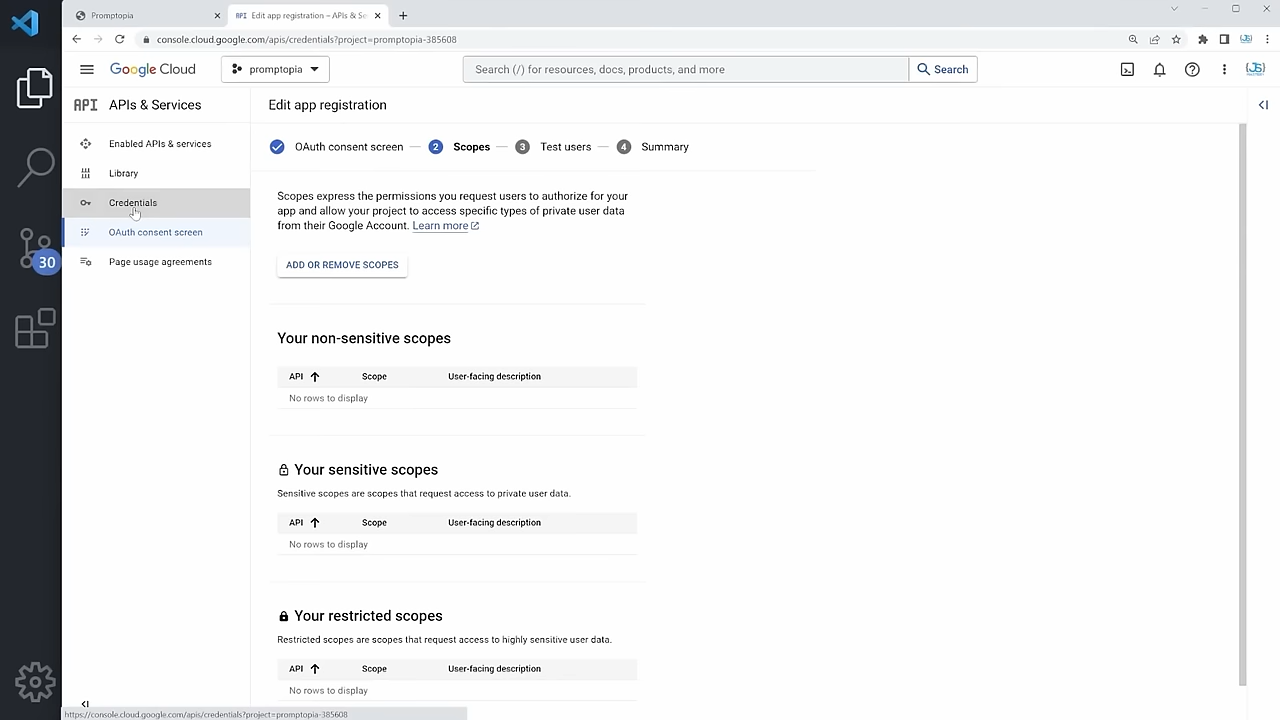 Promptopia
API Edit app registration – APIs & Se
console.cloud.google.com/apis/credentials?project=promptopia-385608
Google Cloud
promptopia
Search (/) for resources, docs, products, and more
Search
API APIs & Services
Edit app registration
Enabled APIs & services
Library
Credentials
OAuth consent screen
Page usage agreements
30
OAuth consent screen
2 Scopes
3 Test users
4 Summary
Scopes express the permissions you request users to authorize for your
app and allow your project to access specific types of private user data
from their Google Account. Learn more
ADD OR REMOVE SCOPES
Your non-sensitive scopes
API Scope User-facing description
No rows to display
Your sensitive scopes
Sensitive scopes are scopes that request access to private user data.
API Scope User-facing description
No rows to display
Your restricted scopes
Restricted scopes are scopes that request access to highly sensitive user data.
API Scope User-facing description
No rows to display
https://console.cloud.google.com/apis/credentials?project=promptopia-385608